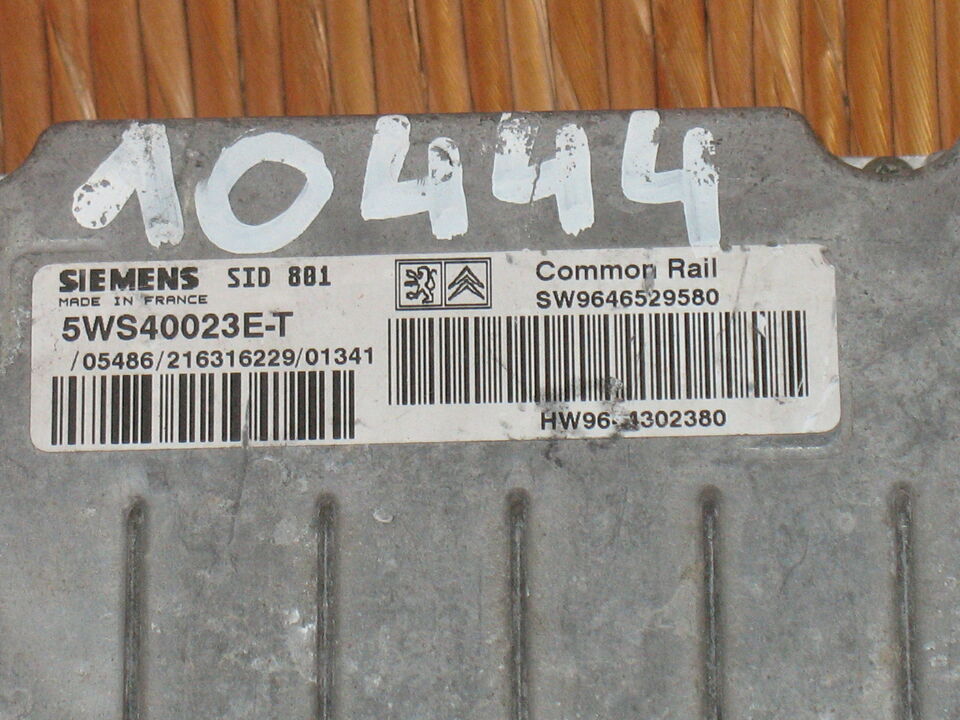 10444
SIEMENS SID 801
MADE IN FRANCE
5WS40023E-T
/05486/216316229/01341
Common Rail
SW9646529580